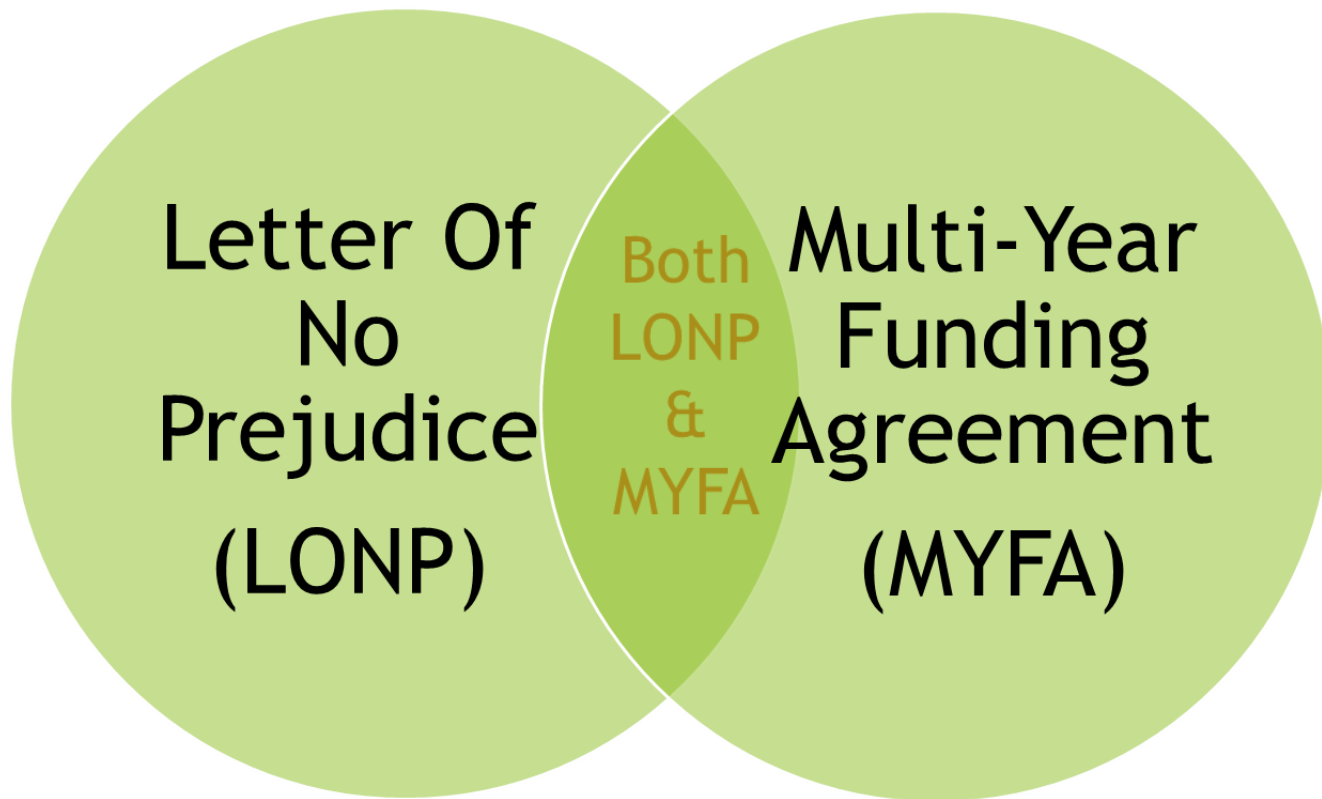 Letter Of
No
Prejudice
(LONP)
Both
LONP
&
MYFA
Multi-Year
Funding
Agreement
(MYFA)